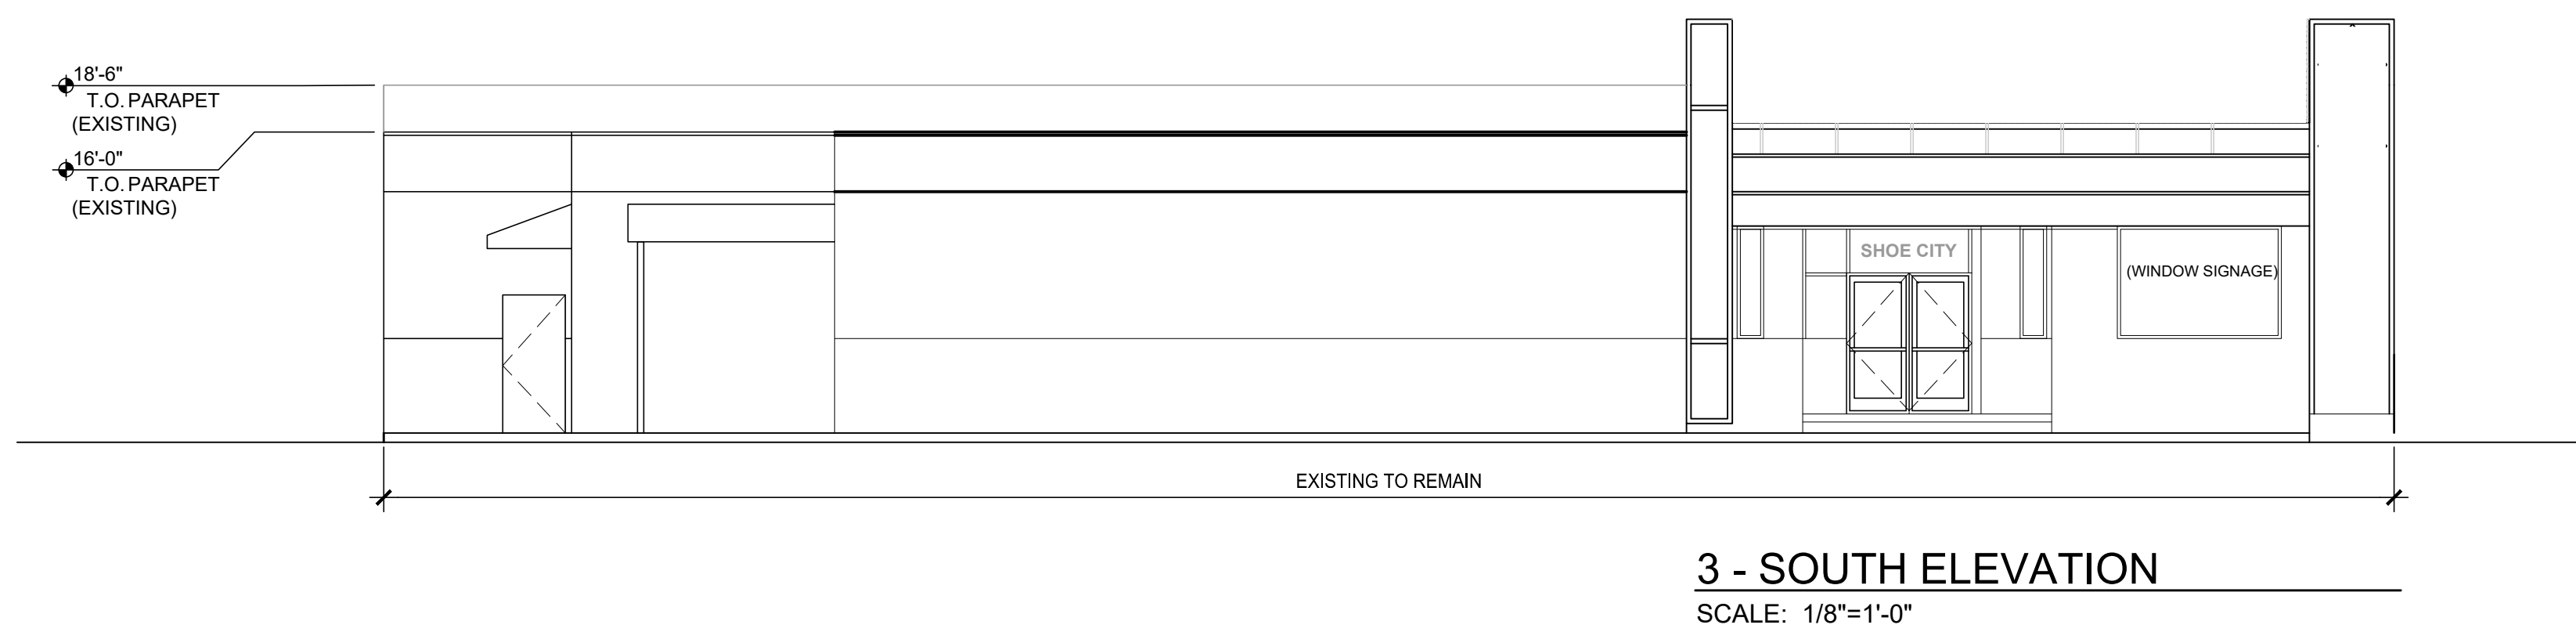 18'-6"
T.O. PARAPET
(EXISTING)
16'-0"
T.O. PARAPET
(EXISTING)
SHOE CITY
(WINDOW SIGNAGE)
EXISTING TO REMAIN
3 - SOUTH ELEVATION
SCALE: 1/8"=1'-0"